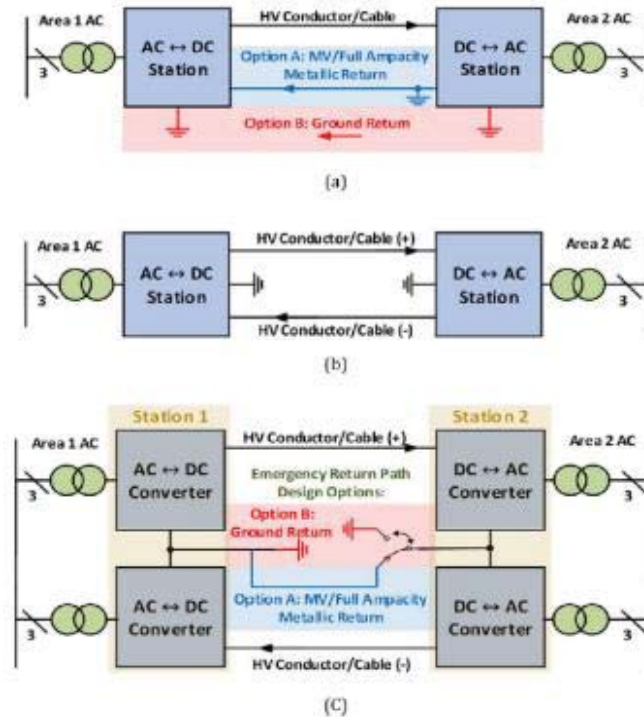 Area 1 AC
HV Conductor/Cable
Area 2 AC
AC ↔ DC
Station
Option A: MV/Full Ampacity
Metallic Return
DC ↔ AC
Station
3
3
Option B: Ground Return
(a)
Area 1 AC
HV Conductor/Cable (+)
Area 2 AC
AC ↔ DC
Station
DC ↔ AC
Station
3
3
HV Conductor/Cable (-)
(b)
Station 1
Station 2
Area 1 AC
HV Conductor/Cable (+)
Area 2 AC
AC ↔ DC
Converter
Emergency Return Path
Design Options:
DC ↔ AC
Converter
3
3
Option B:
Ground Return
AC ↔ DC
Converter
Option A: MV/Full Ampacity
Metallic Return
DC ↔ AC
Converter
3
3
HV Conductor/Cable (-)
(C)